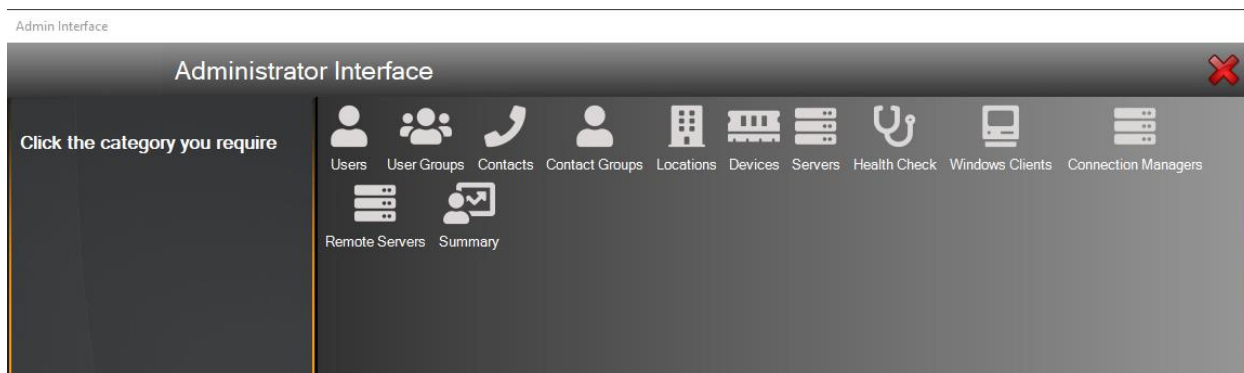 Admin Interface
Administrator Interface
Click the category you require
Users User Groups Contacts Contact Groups Locations Devices Servers Health Check Windows Clients Connection Managers
Remote Servers Summary